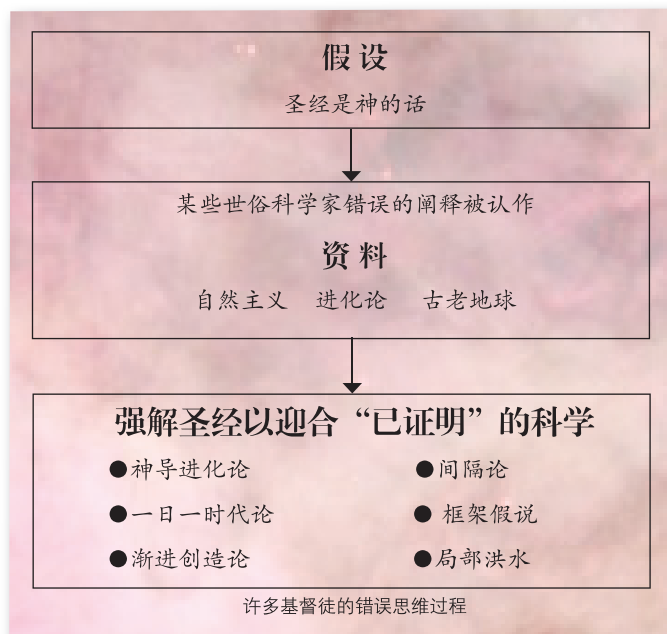 假设
圣经是神的话
某些世俗科学家错误的阐释被认作
资料
自然主义 进化论 古老地球
强解圣经以迎合“已证明”的科学
●神导进化论 ●间隔论
●一日一时代论 ●框架假说
●渐进创造论 ●局部洪水
许多基督徒的错误思维过程